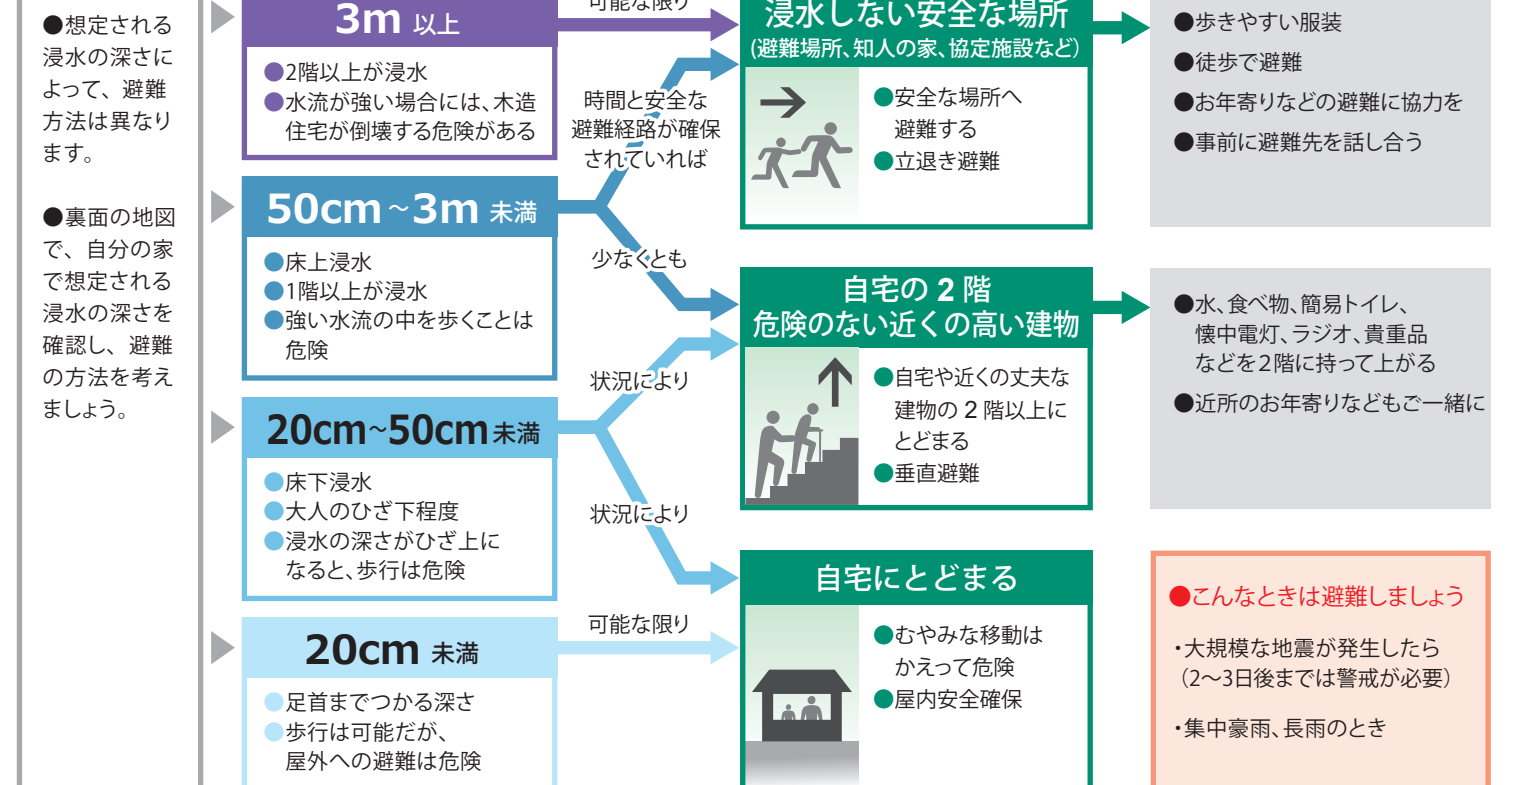 ●想定される
浸水の深さに
よって、避難
方法は異なり
ます。
●裏面の地図
で、自分の家
で想定される
浸水の深さを
確認し、避難
の方法を考え
ましょう。
3m 以上
●2階以上が浸水
●水流が強い場合には、木造
住宅が倒壊する危険がある
50cm～3m 未満
●床上浸水
●1階以上が浸水
●強い水流の中を歩くことは
危険
20cm～50cm未満
●床下浸水
●大人のひざ下程度
●浸水の深さがひざ上に
なると、歩行は危険
20cm 未満
●足首までつかる深さ
●歩行は可能だが、
屋外への避難は危険
可能な限り
時間と安全な
避難経路が確保
されていれば
少なくとも
状況により
状況により
可能な限り
浸水しない安全な場所
(避難場所、知人の家、協定施設など)
●安全な場所へ
避難する
●立退き避難
自宅の 2 階
危険のない近くの高い建物
●自宅や近くの丈夫な
建物の 2 階以上に
とどまる
●垂直避難
自宅にとどまる
●むやみな移動は
かえって危険
●屋内安全確保
●歩きやすい服装
●徒歩で避難
●お年寄りなどの避難に協力を
●事前に避難先を話し合う
●水、食べ物、簡易トイレ、
懐中電灯、ラジオ、貴重品
などを２階に持って上がる
●近所のお年寄りなどもご一緒に
●こんなときは避難しましょう
・大規模な地震が発生したら
（2～3日後までは警戒が必要）
・集中豪雨、長雨のとき